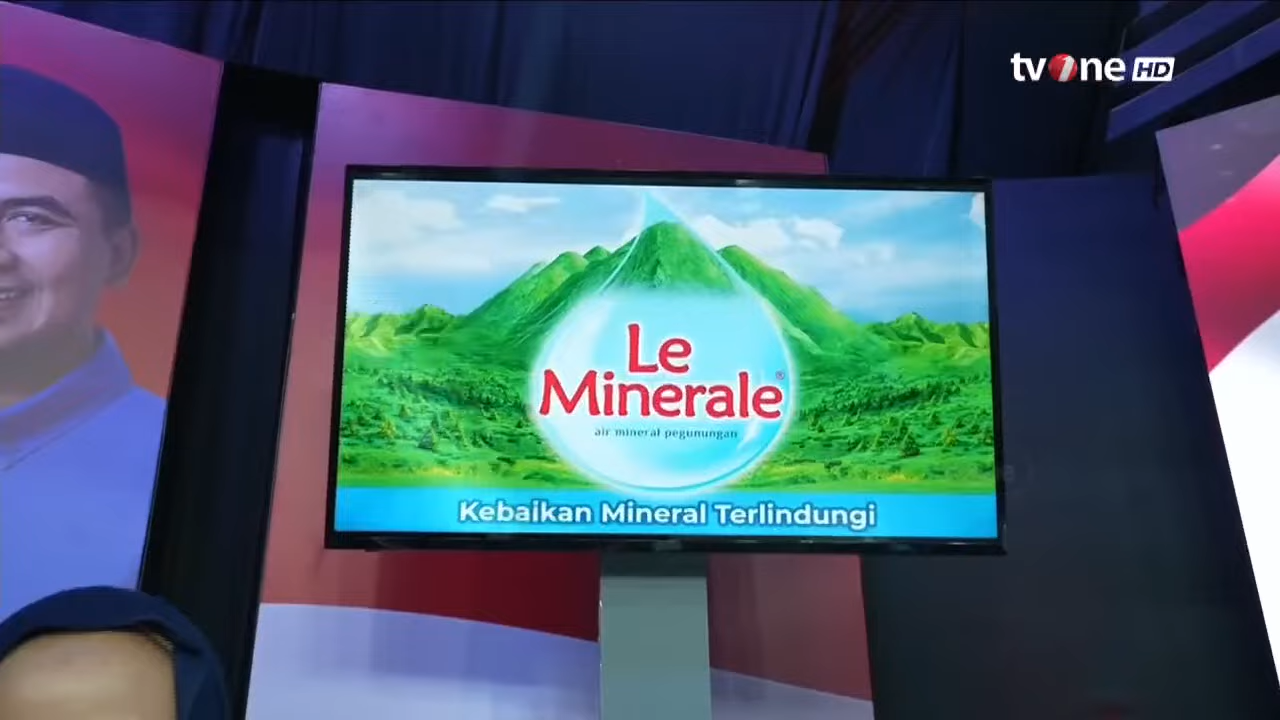 tvOne HD
Le
Minerale®
air mineral pegunungan
Kebaikan Mineral Terlindungi